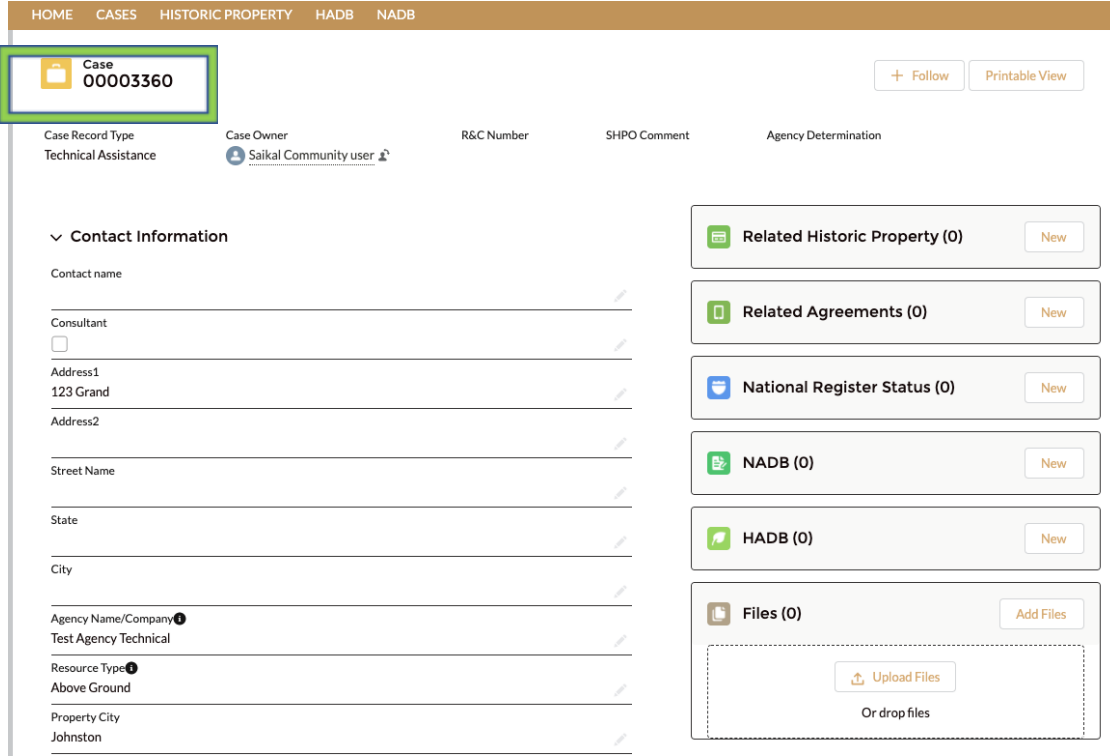 HOME CASES HISTORIC PROPERTY HADB NADB
Case
00003360
+ Follow
Printable View
Case Record Type
Technical Assistance
Case Owner
Saikal Community user
R&C Number
SHPO Comment
Agency Determination
Contact Information
Contact name
Consultant
Address1
123 Grand
Address2
Street Name
State
City
Agency Name/Company
Test Agency Technical
Resource Type
Above Ground
Property City
Johnston
Related Historic Property (0)
New
Related Agreements (0)
New
National Register Status (0)
New
NADB (0)
New
HADB (0)
New
Files (0)
Add Files
Upload Files
Or drop files